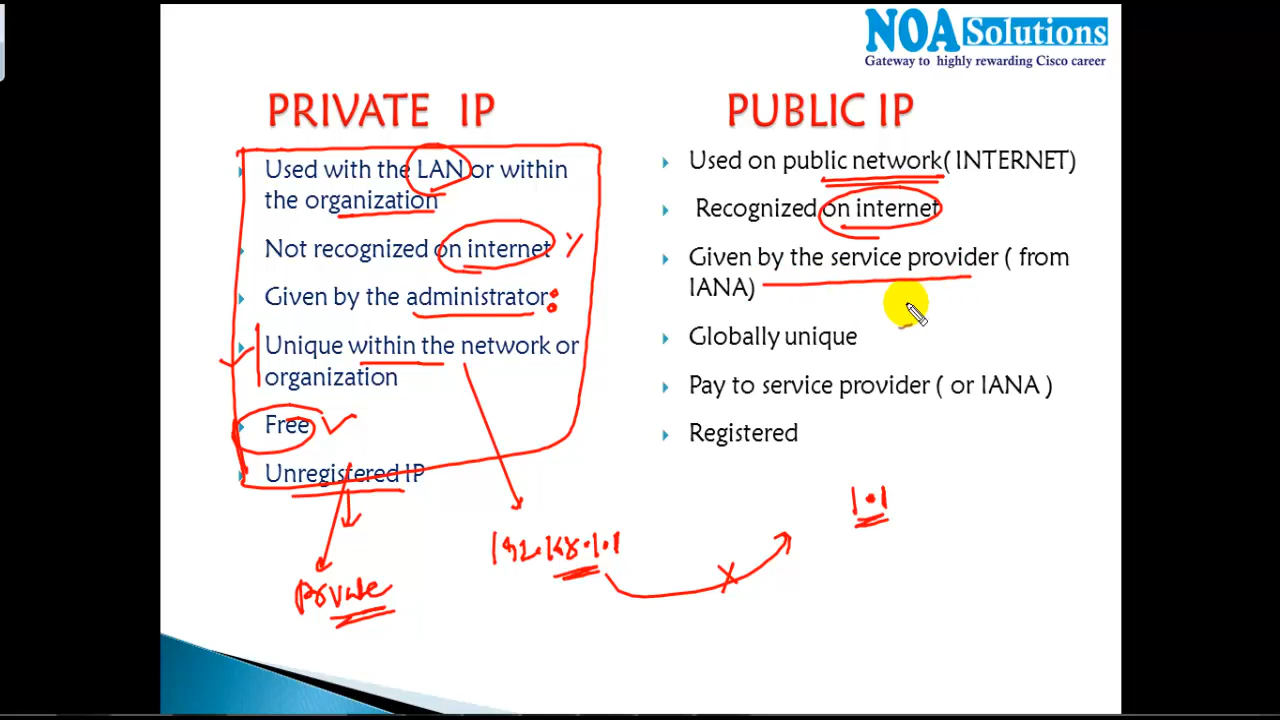 NOA Solutions
Gateway to highly rewarding Cisco career
PRIVATE IP
Used with the LAN or within
the organization
Not recognized on internet
Given by the administrator
Unique within the network or
organization
Free
Unregistered IP
PUBLIC IP
Used on public network( INTERNET)
Recognized on internet
Given by the service provider ( from
IANA)
Globally unique
Pay to service provider ( or IANA )
Registered
1.1
192.168.1.1
Private